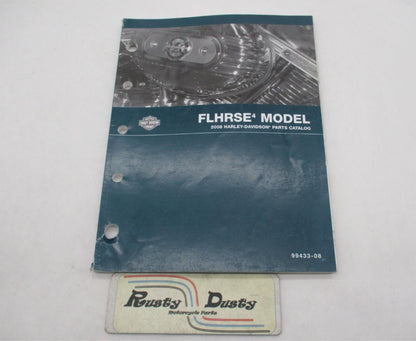 FLHRSE⁴ MODEL
2008 HARLEY-DAVIDSON® PARTS CATALOG
99433-08
Rusty Dusty
Motorcycle Parts